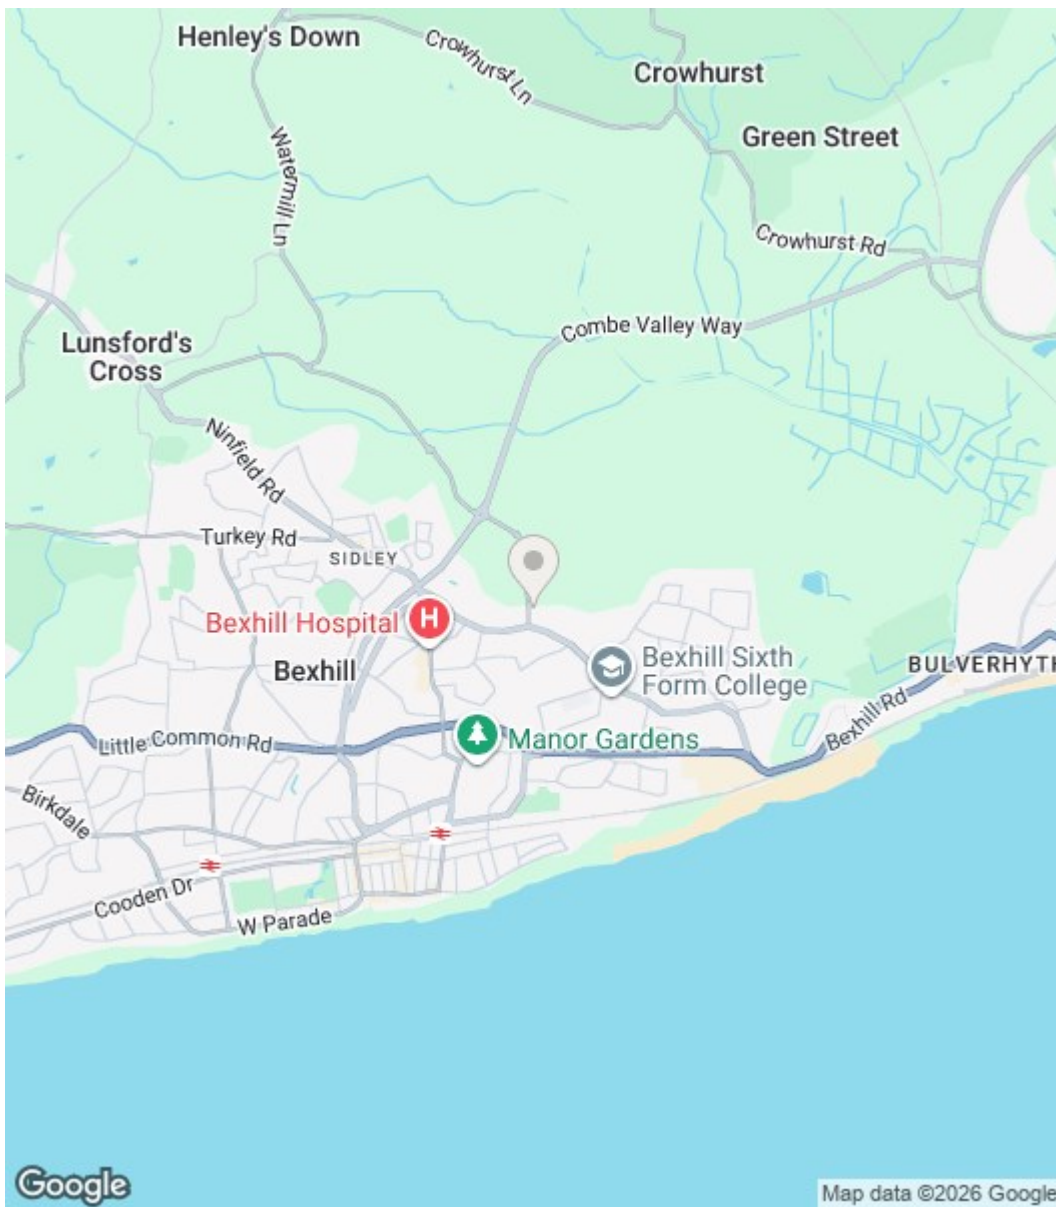 Henley's Down
Crowhurst Ln
Crowhurst
Green Street
Watermill Ln
Crowhurst Rd
Combe Valley Way
Lunsford's
Cross
Ninfield Rd
Turkey Rd
SIDLEY
Bexhill Hospital
H
Bexhill
Bexhill Sixth
Form College
BULVERHYTH
Bexhill Rd
Little Common Rd
Manor Gardens
Birkdale
Cooden Dr
W Parade
Google
Map data ©2026 Google